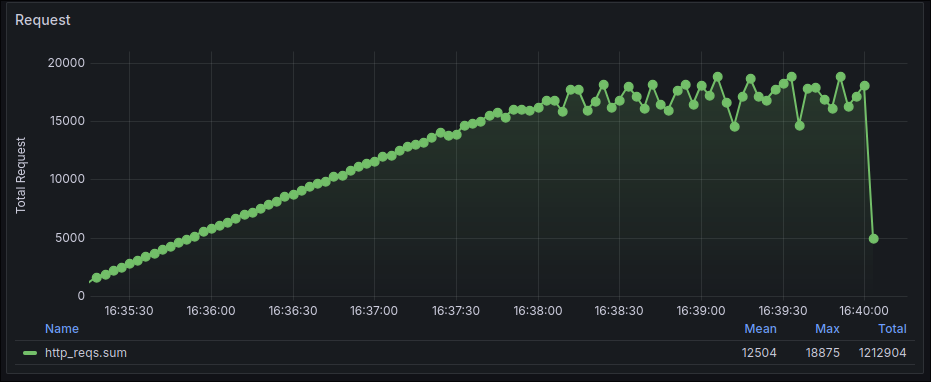 Request
20000
15000
10000
5000
0
Total Request
16:35:30 16:36:00 16:36:30 16:37:00 16:37:30 16:38:00 16:38:30 16:39:00 16:39:30 16:40:00
Name Mean Max Total
http_reqs.sum 12504 18875 1212904